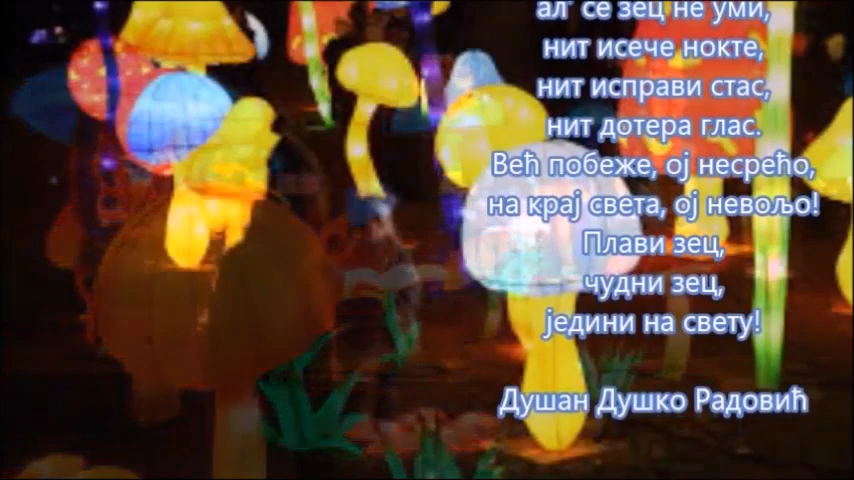 ал' се зец не уми,
нит исече нокте,
нит исправи стас,
нит дотера глас.
Већ побеже, ој несрећо,
на крај света, ој невољо!
Плави зец,
чудни зец,
једини на свету!
Душан Душко Радовић